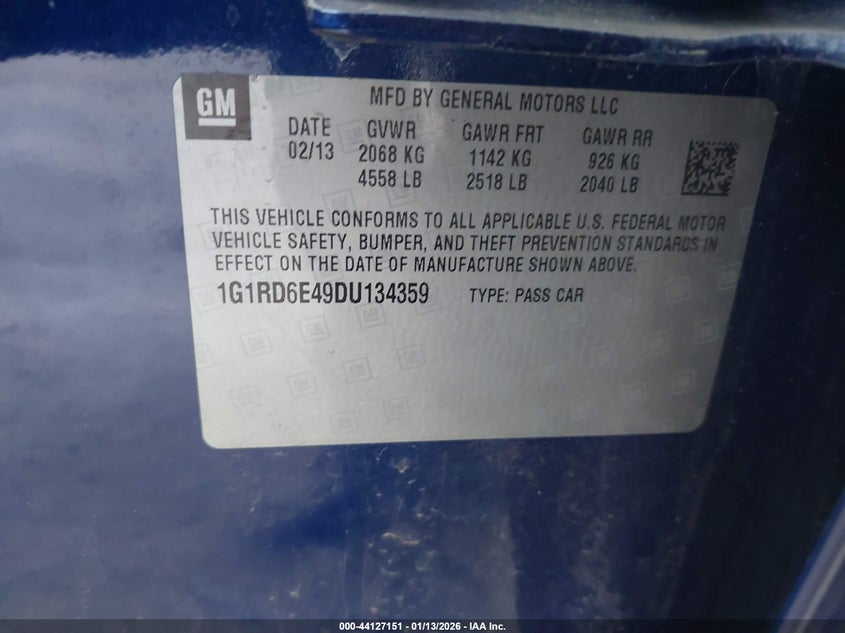 GM
MFD BY GENERAL MOTORS LLC
DATE GVWR GAWR FRT GAWR RR
02/13 2068 KG 1142 KG 926 KG
4558 LB 2518 LB 2040 LB
THIS VEHICLE CONFORMS TO ALL APPLICABLE U.S. FEDERAL MOTOR
VEHICLE SAFETY, BUMPER, AND THEFT PREVENTION STANDARDS IN
EFFECT ON THE DATE OF MANUFACTURE SHOWN ABOVE.
1G1RD6E49DU134359 TYPE: PASS CAR
000-44127151 - 01/13/2026 - IAA Inc.